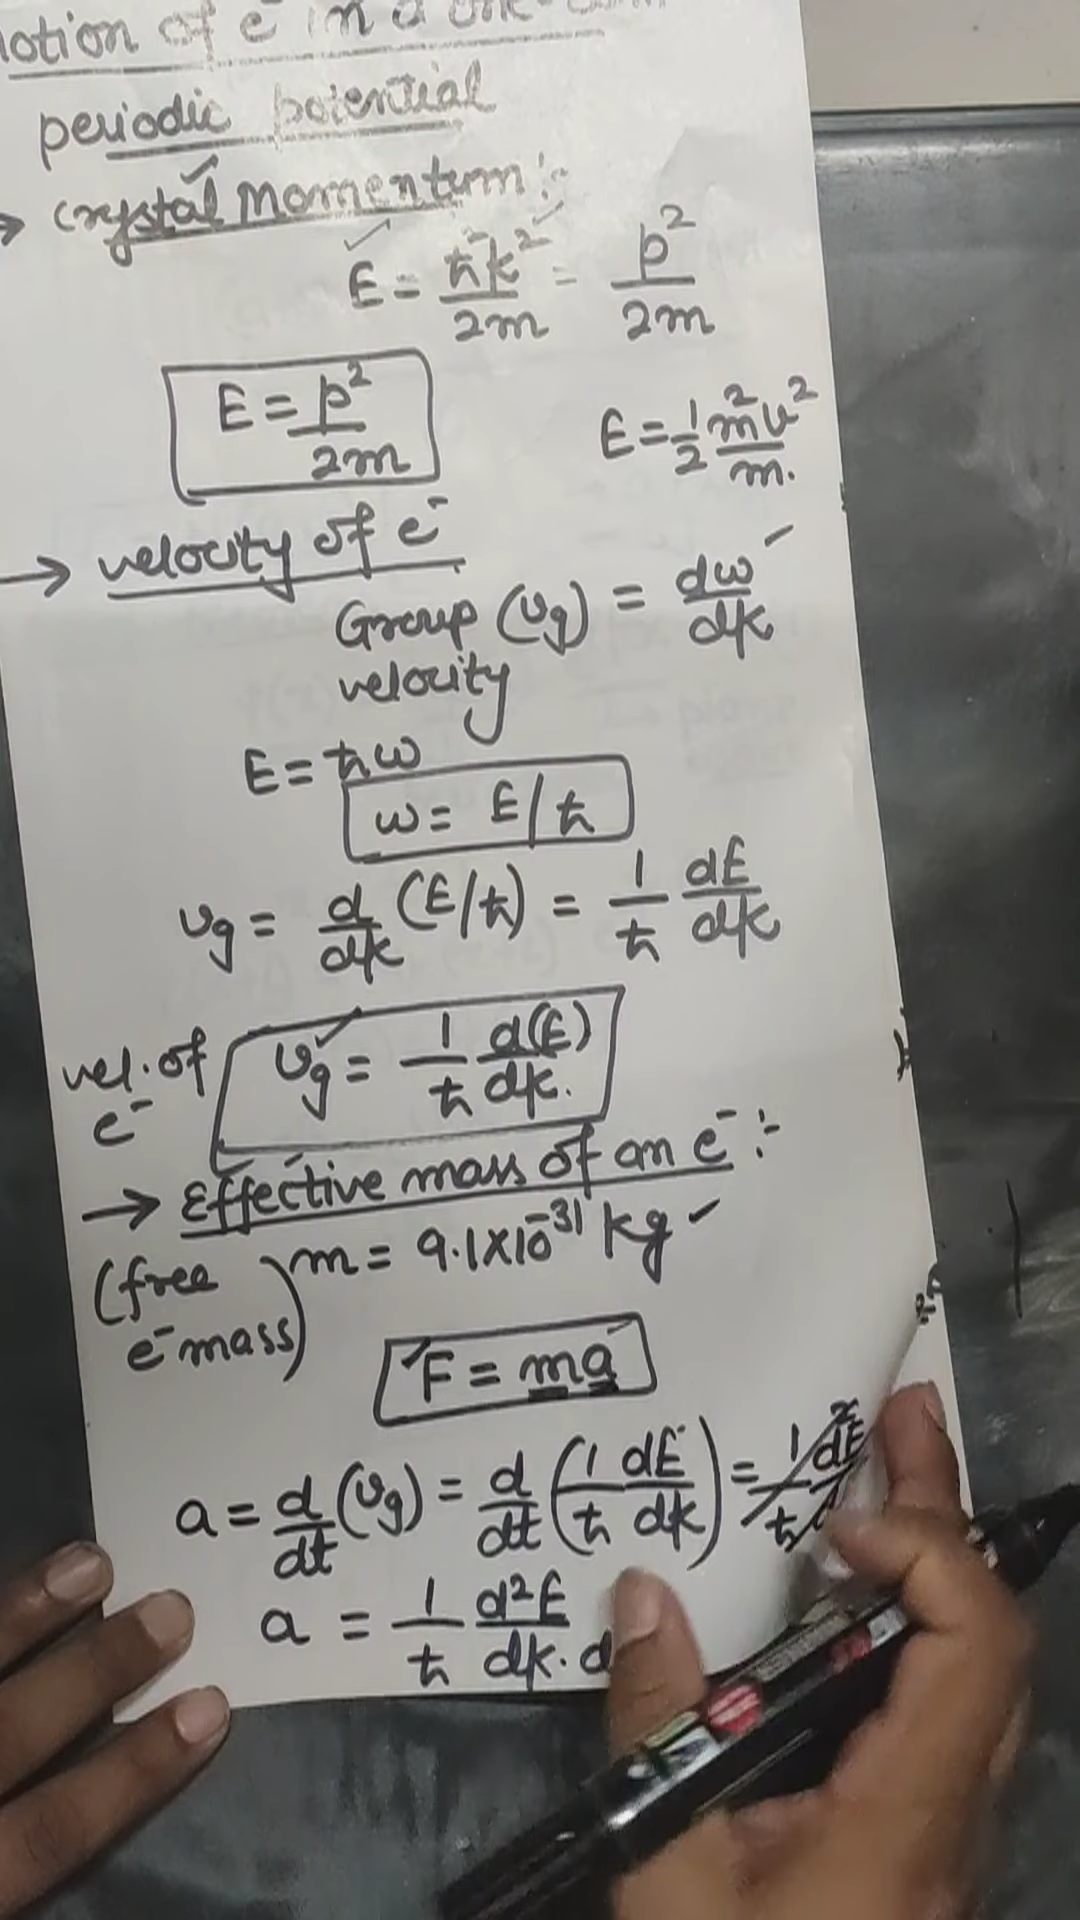 otion of e⁻ in a one
periodic potential
→ crystal momentum :-
E = ħ²k²/2m = p²/2m
E = p²/2m
E = 1/2 m²v²/m.
→ velocity of e⁻
Group (vg) = dω/dk
velocity
E = ħω
ω = E/ħ
vg = d/dk (E/ħ) = 1/ħ dE/dk
vel. of e⁻ vg = 1/ħ d(E)/dk.
→ Effective mass of an e⁻ :-
(free e⁻ mass) m = 9.1×10⁻³¹ kg
F = ma
a = d/dt (vg) = d/dt (1/ħ dE/dk) =
a = 1/ħ d²E/dk.d